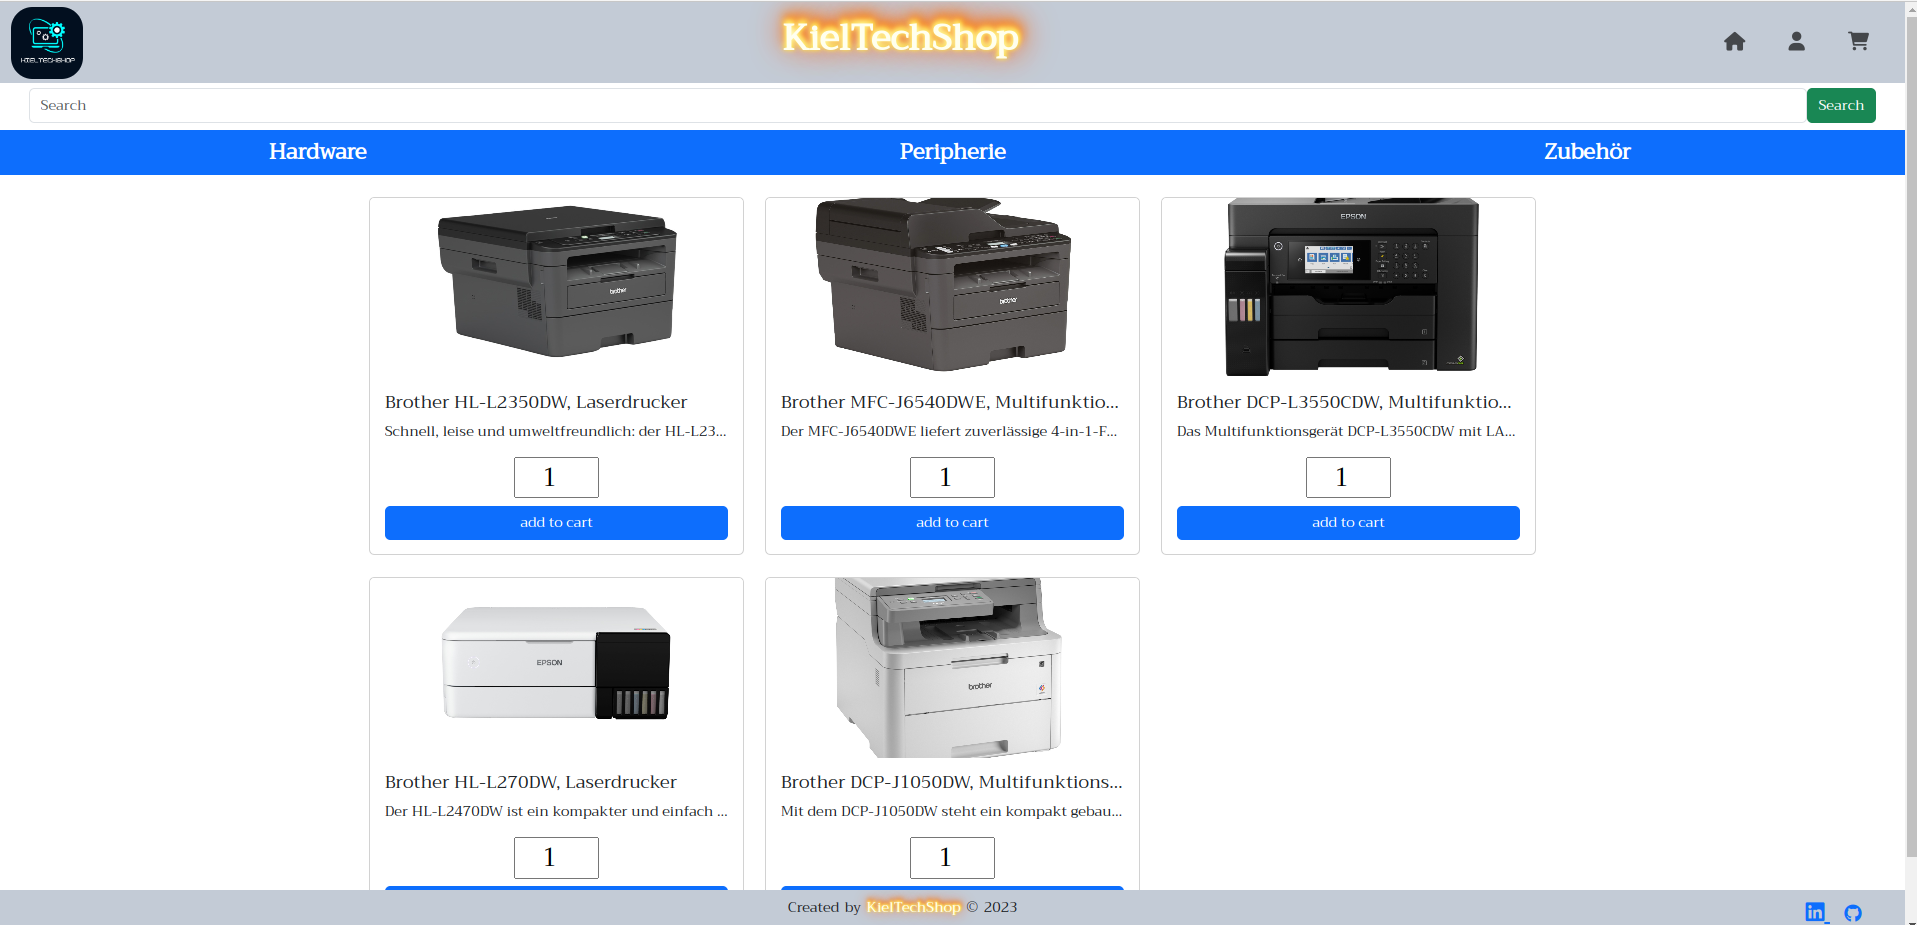 KIELTECHSHOP
KielTechShop
Search
Search
Hardware
Peripherie
Zubehör
brother
brother
EPSON
Brother HL-L2350DW, Laserdrucker
Brother MFC-J6540DWE, Multifunktio...
Brother DCP-L3550CDW, Multifunktio...
Schnell, leise und umweltfreundlich: der HL-L23...
Der MFC-J6540DWE liefert zuverlässige 4-in-1-F...
Das Multifunktionsgerät DCP-L3550CDW mit LA...
1
1
1
add to cart
add to cart
add to cart
EPSON
brother
Brother HL-L270DW, Laserdrucker
Brother DCP-J1050DW, Multifunktions...
Der HL-L2470DW ist ein kompakter und einfach ...
Mit dem DCP-J1050DW steht ein kompakt gebau...
1
1
Created by KielTechShop © 2023